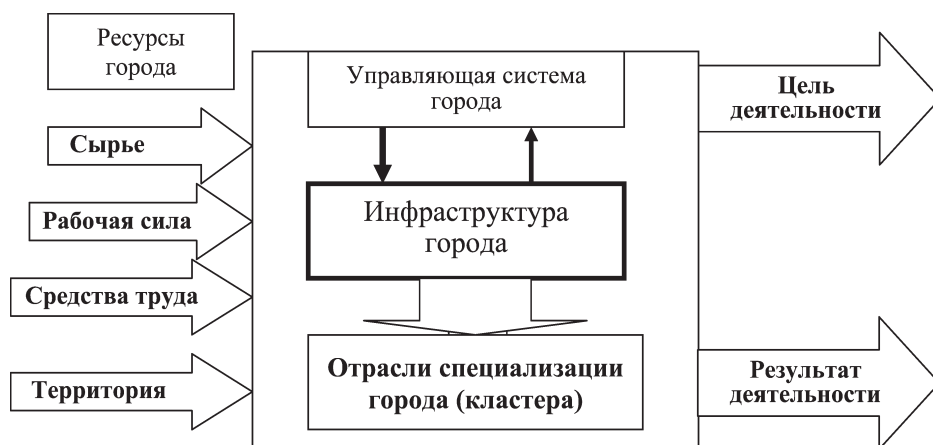 Ресурсы
города
Управляющая система
города
Цель
деятельности
Сырье
Рабочая сила
Инфраструктура
города
Средства труда
Территория
Отрасли специализации
города (кластера)
Результат
деятельности